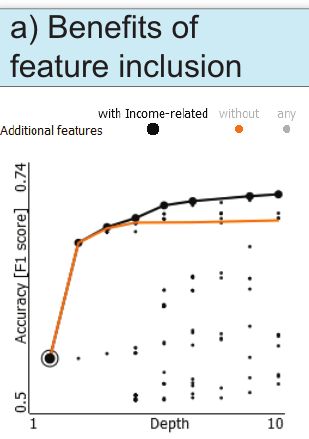 a) Benefits of
feature inclusion
with Income-related without any
Additional features
0.74
Accuracy [F1 score]
0.5
1 Depth 10